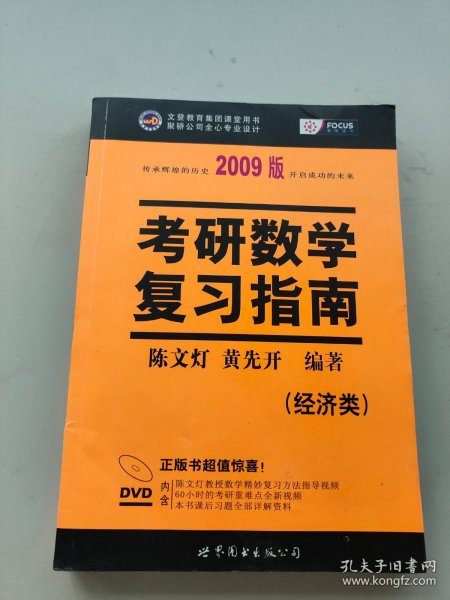 文登教育集团课堂用书
聚桥公司全心专业设计
FOCUS
传承辉煌的历史 2009版 开启成功的未来
考研数学
复习指南
陈文灯 黄先开 编著
(经济类)
正版书超值惊喜!
DVD
内含
陈文灯教授数学精妙复习方法指导视频
60小时的考研重难点全新视频
本书课后习题全部详解资料
世界图书出版公司
孔夫子旧书网
www.kongfz.com